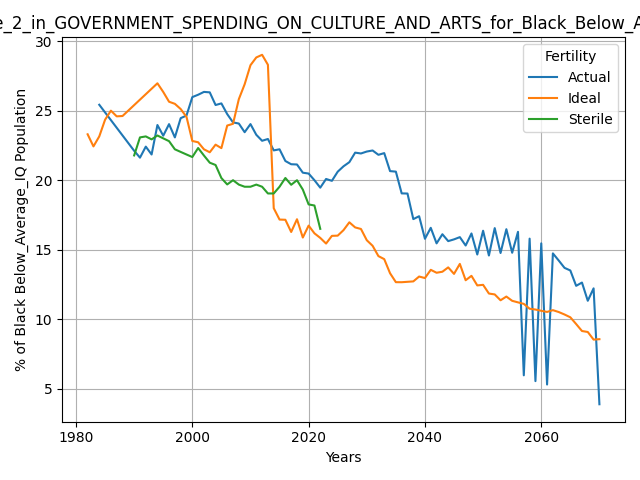 e_2_in_GOVERNMENT_SPENDING_ON_CULTURE_AND_ARTS_for_Black_Below_A
30
25
20
15
10
5
% of Black Below_Average_IQ Population
1980
2000
2020
2040
2060
Years
Fertility
Actual
Ideal
Sterile